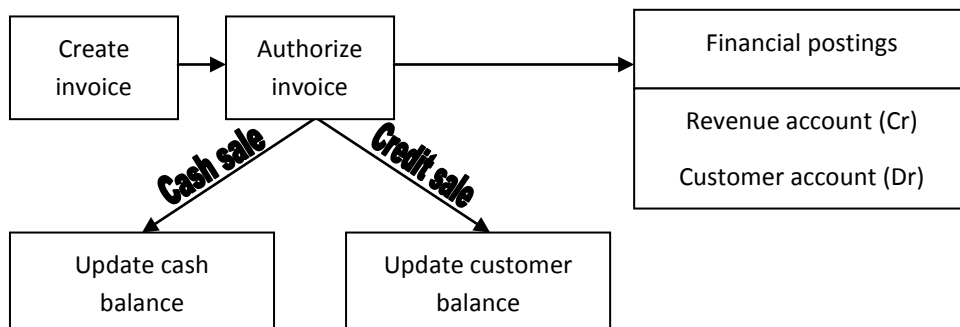 Create
invoice
Authorize
invoice
Financial postings
Revenue account (Cr)
Customer account (Dr)
Cash sale
Credit sale
Update cash
balance
Update customer
balance